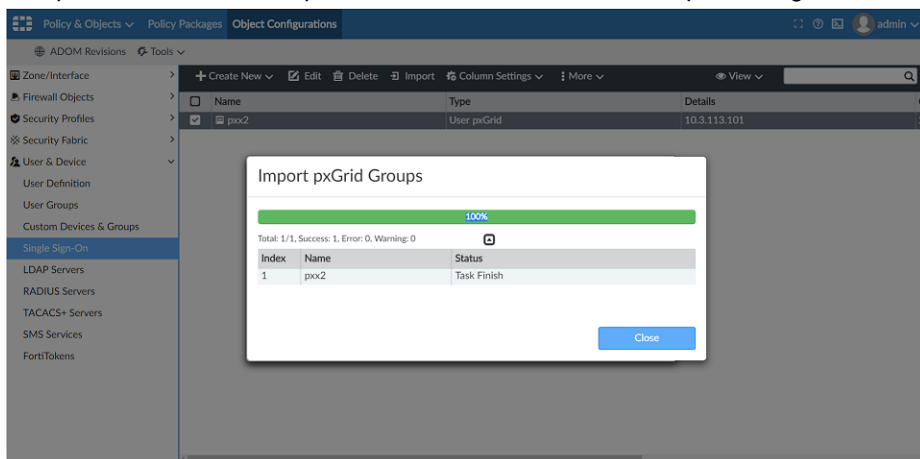 Policy & Objects Policy Packages Object Configurations admin
ADOM Revisions Tools
Zone/Interface
Firewall Objects
Security Profiles
Security Fabric
User & Device
User Definition
User Groups
Custom Devices & Groups
Single Sign-On
LDAP Servers
RADIUS Servers
TACACS+ Servers
SMS Services
FortiTokens
Create New Edit Delete Import Column Settings More View
Name Type Details
pxx2 User pxGrid 10.3.113.101
Import pxGrid Groups
100%
Total: 1/1, Success: 1, Error: 0, Warning: 0
Index Name Status
1 pxx2 Task Finish
Close